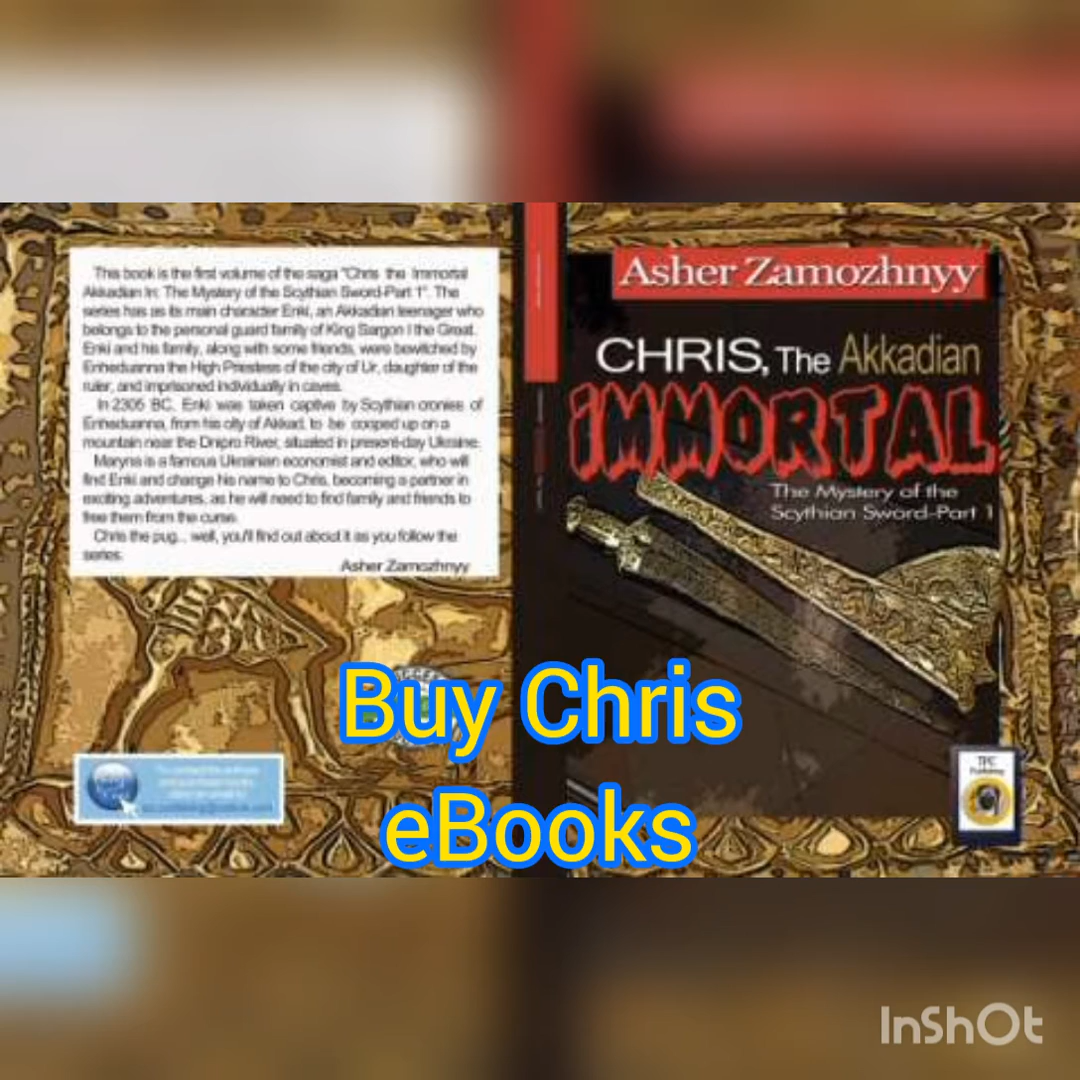 This book is the first volume of the saga "Chris the Immortal
Akkadian In: The Mystery of the Scythian Sword-Part 1". The
series has as its main character Enki, an Akkadian teenager who
belongs to the personal guard family of King Sargon I the Great.
Enki and his family, along with some friends, were bewitched by
Enheduanna the High Priestess of the city of Ur, daughter of the
ruler, and imprisoned individually in caves.
In 2305 BC, Enki was taken captive by Scythian cronies of
Enheduanna, from his city of Akkad, to be cooped up on a
mountain near the Dnipro River, situated in present-day Ukraine.
Maryna is a famous Ukrainian economist and editor, who will
find Enki and change his name to Chris, becoming a partner in
exciting adventures, as he will need to find family and friends to
free them from the curse.
Chris the pug... well, you'll find out about it as you follow the
series.
Asher Zamozhnyy
Asher Zamozhnyy
CHRIS, The Akkadian
iMMORTAL
The Mystery of the
Scythian Sword-Part 1
TPC
Publishing
Buy Chris
eBooks
InShOt